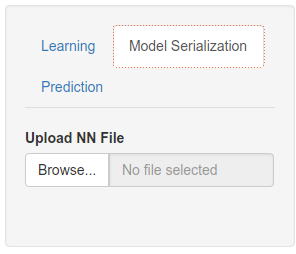 Learning Model Serialization
Prediction
Upload NN File
Browse... No file selected